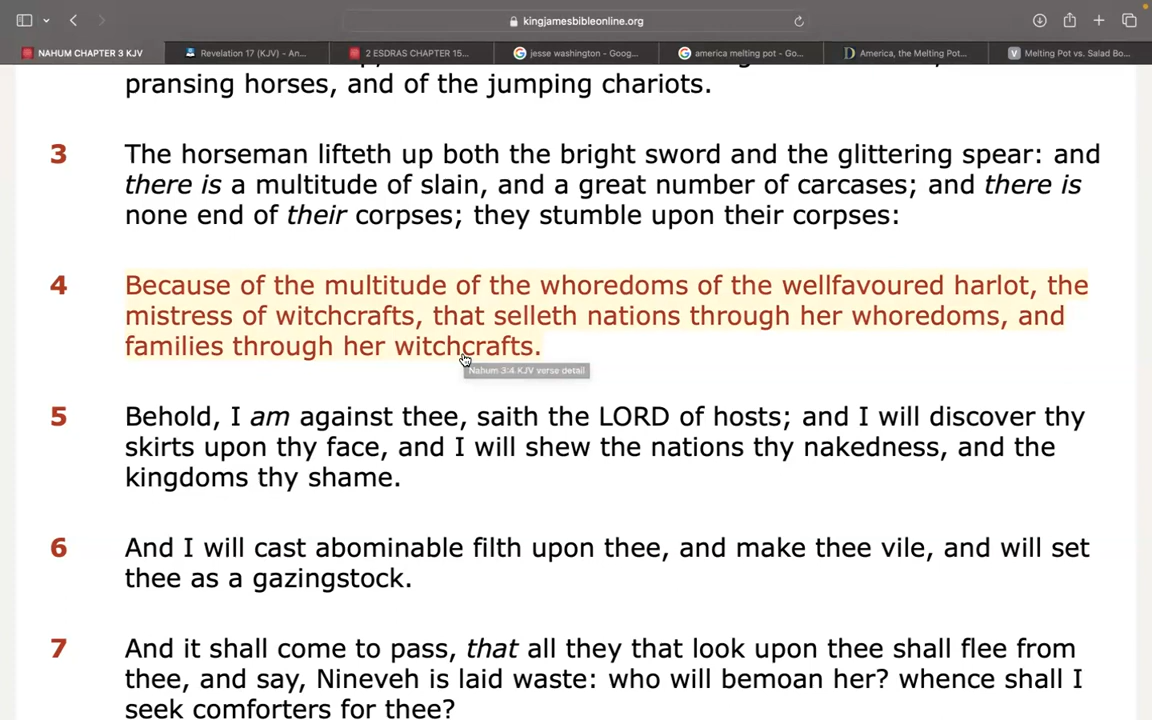 kingjamesbibleonline.org
NAHUM CHAPTER 3 KJV
Revelation 17 (KJV) - An...
2 ESDRAS CHAPTER 15...
jesse washington - Goog...
america melting pot - Go...
America, the Melting Pot...
Melting Pot vs. Salad Bo...
pransing horses, and of the jumping chariots.
3 The horseman lifteth up both the bright sword and the glittering spear: and
there is a multitude of slain, and a great number of carcases; and there is
none end of their corpses; they stumble upon their corpses:
4 Because of the multitude of the whoredoms of the wellfavoured harlot, the
mistress of witchcrafts, that selleth nations through her whoredoms, and
families through her witchcrafts.
Nahum 3:4 KJV verse detail
5 Behold, I am against thee, saith the LORD of hosts; and I will discover thy
skirts upon thy face, and I will shew the nations thy nakedness, and the
kingdoms thy shame.
6 And I will cast abominable filth upon thee, and make thee vile, and will set
thee as a gazingstock.
7 And it shall come to pass, that all they that look upon thee shall flee from
thee, and say, Nineveh is laid waste: who will bemoan her? whence shall I
seek comforters for thee?